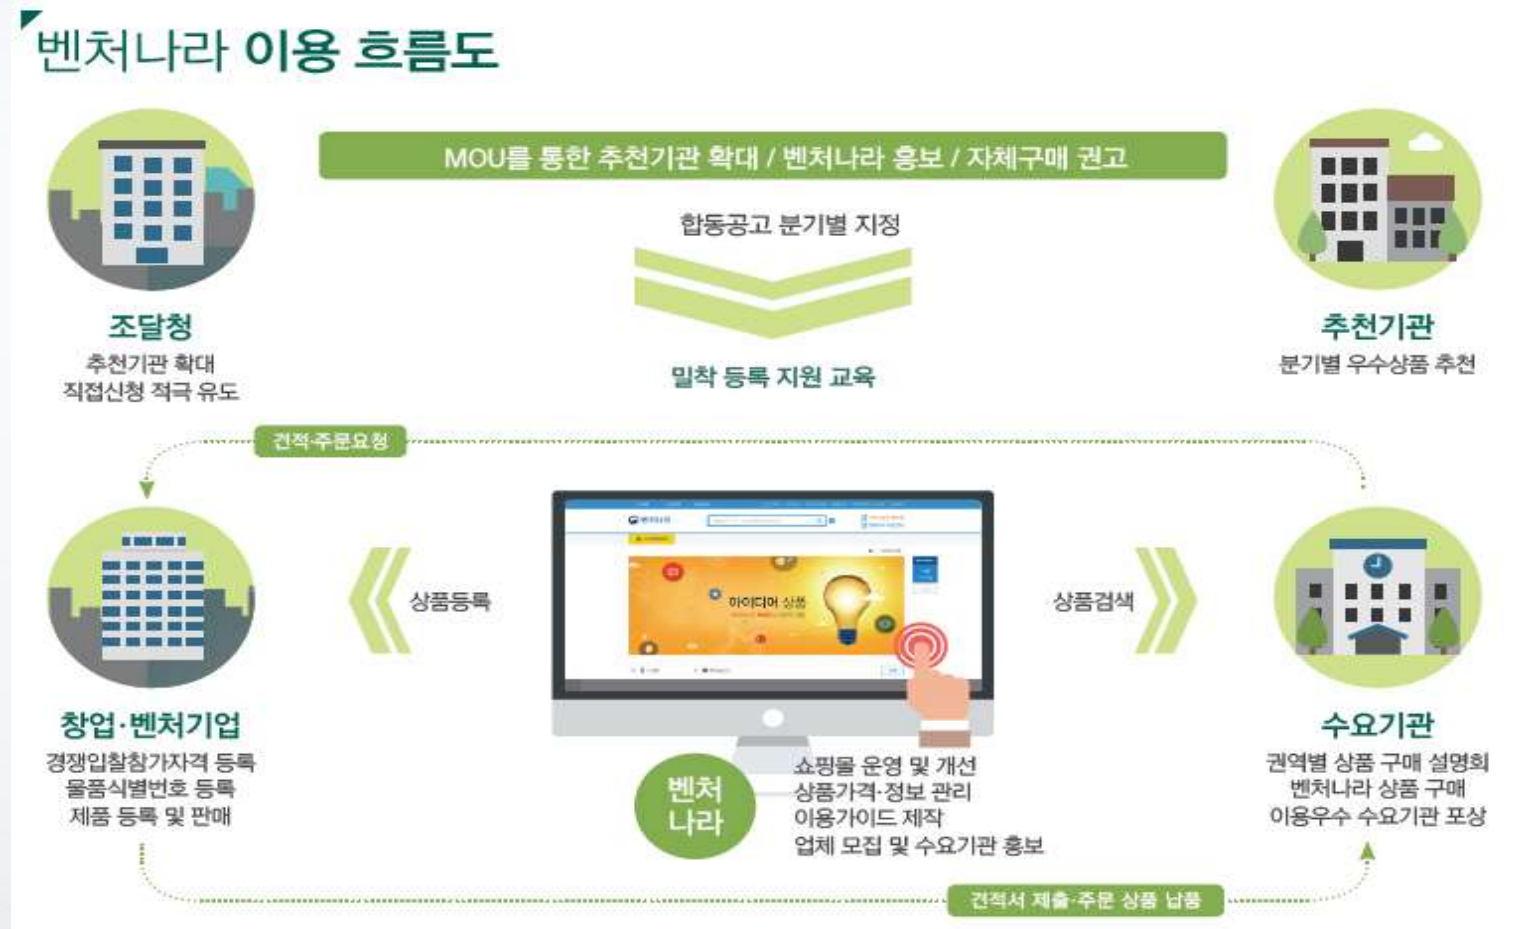 벤처나라 이용 흐름도
MOU를 통한 추천기관 확대 / 벤처나라 홍보 / 자체구매 권고
합동공고 분기별 지정
밀착 등록 지원 교육
조달청
추천기관 확대
직접신청 적극 유도
추천기관
분기별 우수상품 추천
견적·주문요청
벤처나라
아이디어 상품
상품등록
상품검색
창업·벤처기업
경쟁입찰참가자격 등록
물품식별번호 등록
제품 등록 및 판매
벤처
나라
쇼핑몰 운영 및 개선
상품가격·정보 관리
이용가이드 제작
업체 모집 및 수요기관 홍보
수요기관
권역별 상품 구매 설명회
벤처나라 상품 구매
이용우수 수요기관 포상
견적서 제출·주문 상품 납품